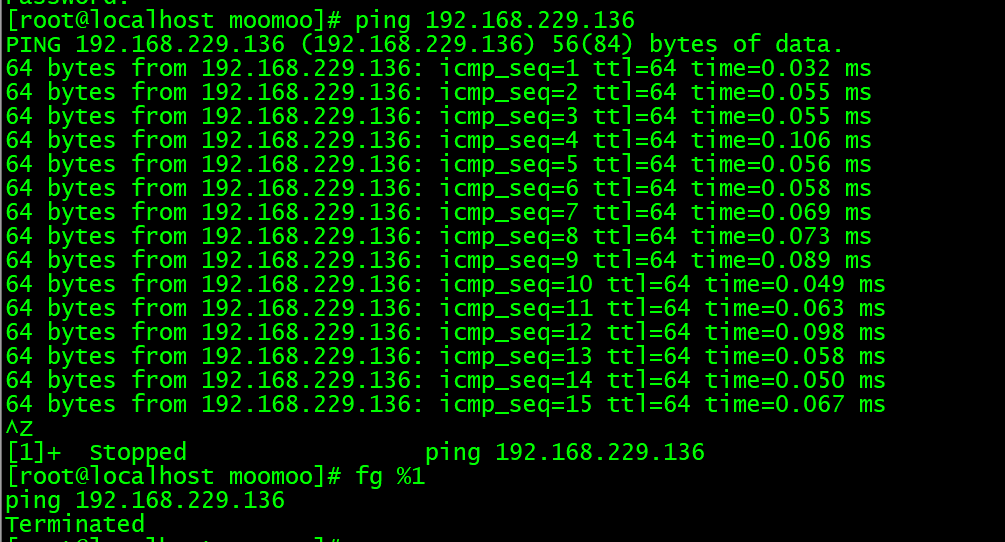 Password:
[root@localhost moomoo]# ping 192.168.229.136
PING 192.168.229.136 (192.168.229.136) 56(84) bytes of data.
64 bytes from 192.168.229.136: icmp_seq=1 ttl=64 time=0.032 ms
64 bytes from 192.168.229.136: icmp_seq=2 ttl=64 time=0.055 ms
64 bytes from 192.168.229.136: icmp_seq=3 ttl=64 time=0.055 ms
64 bytes from 192.168.229.136: icmp_seq=4 ttl=64 time=0.106 ms
64 bytes from 192.168.229.136: icmp_seq=5 ttl=64 time=0.056 ms
64 bytes from 192.168.229.136: icmp_seq=6 ttl=64 time=0.058 ms
64 bytes from 192.168.229.136: icmp_seq=7 ttl=64 time=0.069 ms
64 bytes from 192.168.229.136: icmp_seq=8 ttl=64 time=0.073 ms
64 bytes from 192.168.229.136: icmp_seq=9 ttl=64 time=0.089 ms
64 bytes from 192.168.229.136: icmp_seq=10 ttl=64 time=0.049 ms
64 bytes from 192.168.229.136: icmp_seq=11 ttl=64 time=0.063 ms
64 bytes from 192.168.229.136: icmp_seq=12 ttl=64 time=0.098 ms
64 bytes from 192.168.229.136: icmp_seq=13 ttl=64 time=0.058 ms
64 bytes from 192.168.229.136: icmp_seq=14 ttl=64 time=0.050 ms
64 bytes from 192.168.229.136: icmp_seq=15 ttl=64 time=0.067 ms
^Z
[1]+  Stopped                 ping 192.168.229.136
[root@localhost moomoo]# fg %1
ping 192.168.229.136
Terminated
[root@localhost moomoo]#